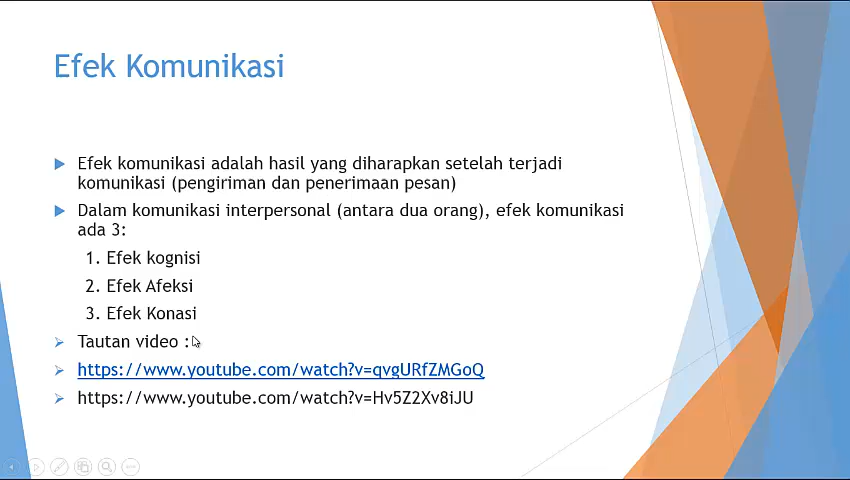 Efek Komunikasi
Efek komunikasi adalah hasil yang diharapkan setelah terjadi
komunikasi (pengiriman dan penerimaan pesan)
Dalam komunikasi interpersonal (antara dua orang), efek komunikasi
ada 3:
1. Efek kognisi
2. Efek Afeksi
3. Efek Konasi
Tautan video :
https://www.youtube.com/watch?v=qvgURfZMGoQ
https://www.youtube.com/watch?v=Hv5Z2Xv8iJU